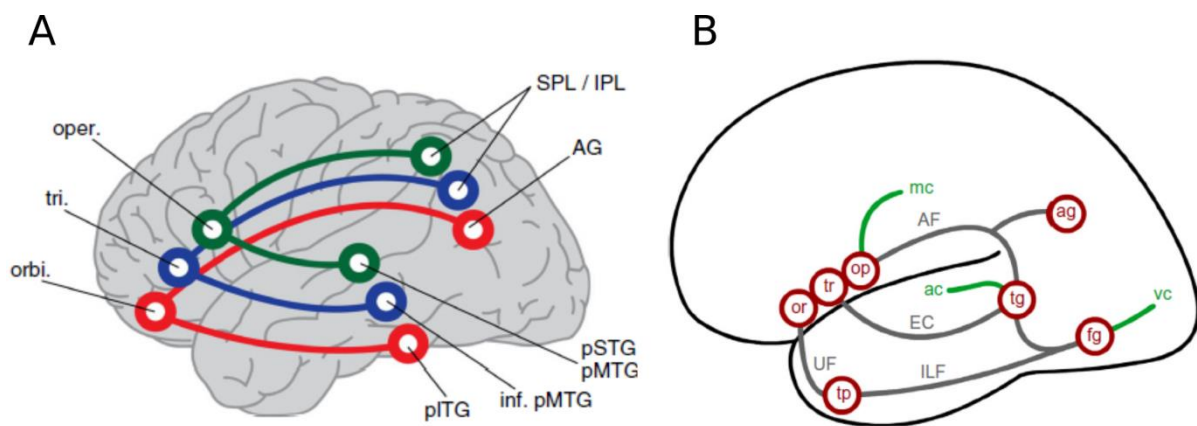 A
SPL / IPL
oper.
AG
tri.
orbi.
pSTG
pMTG
inf. pMTG
pITG
B
mc
AF
ag
op
tr
or
ac
tg
vc
EC
fg
UF
ILF
tp